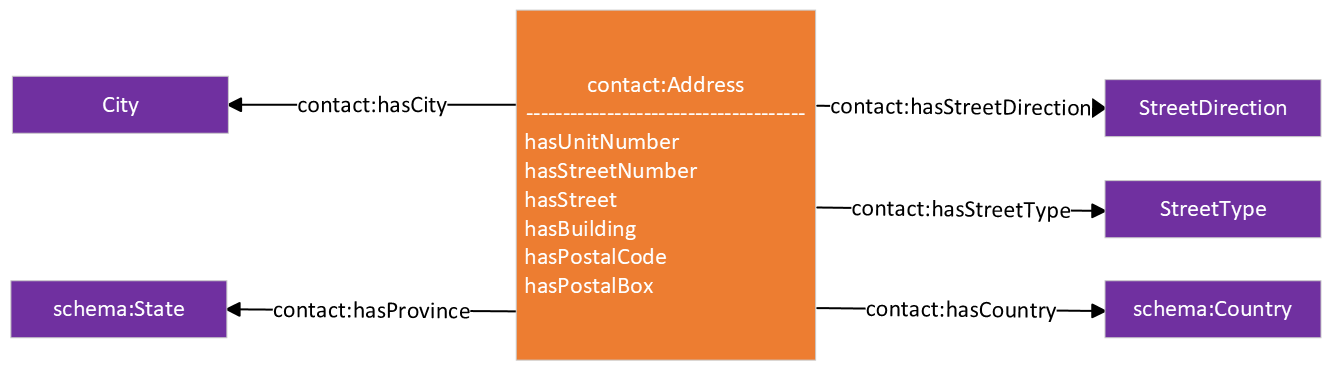 contact:Address
------------------------------------
hasUnitNumber
hasStreetNumber
hasStreet
hasBuilding
hasPostalCode
hasPostalBox
City
contact:hasCity
schema:State
contact:hasProvince
contact:hasStreetDirection
StreetDirection
contact:hasStreetType
StreetType
contact:hasCountry
schema:Country